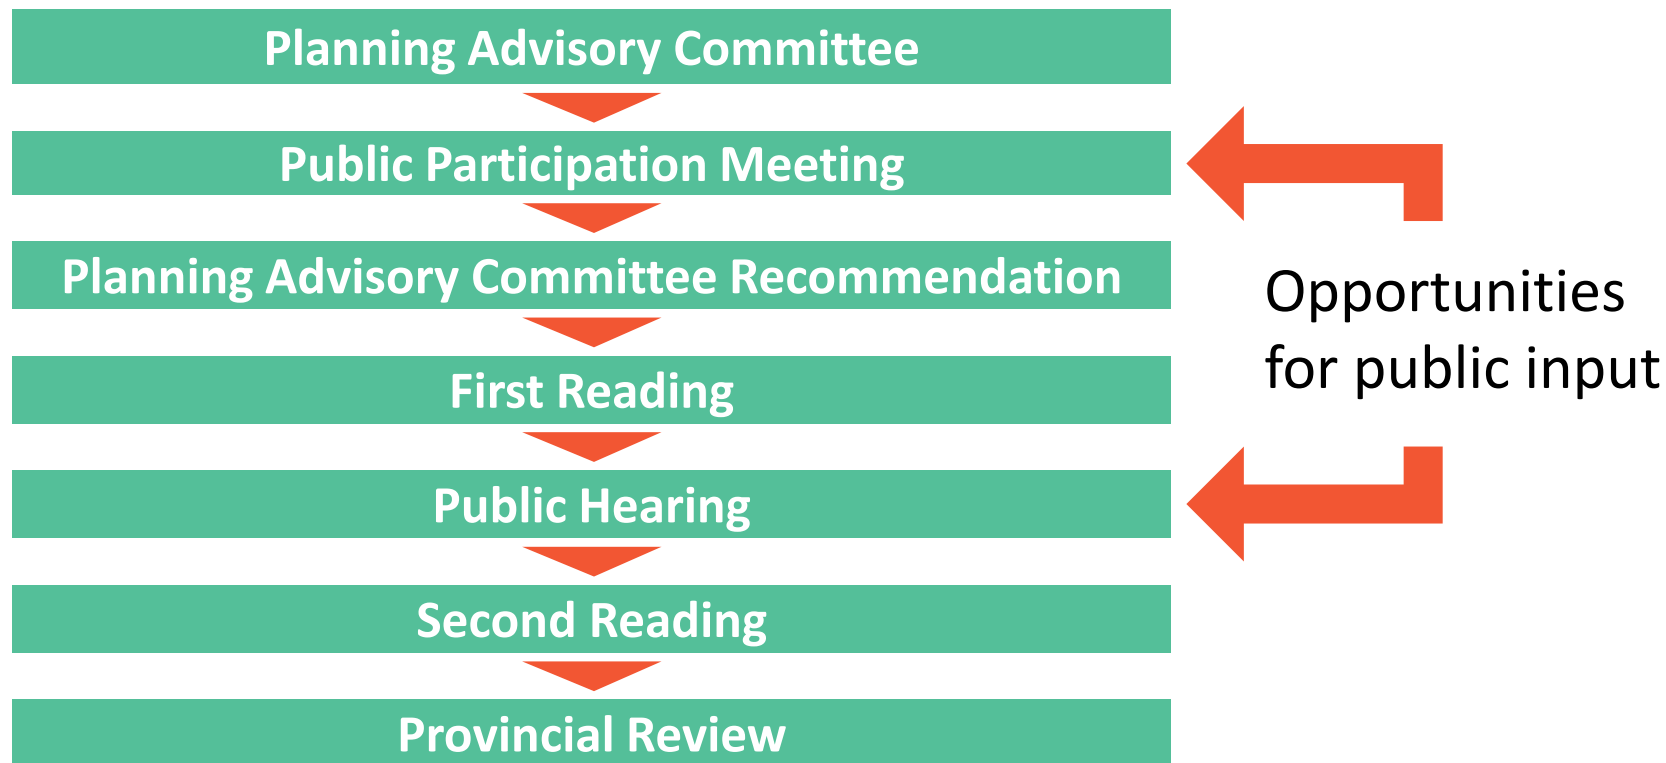 Planning Advisory Committee
Public Participation Meeting
Planning Advisory Committee Recommendation
First Reading
Public Hearing
Second Reading
Provincial Review
Opportunities
for public input